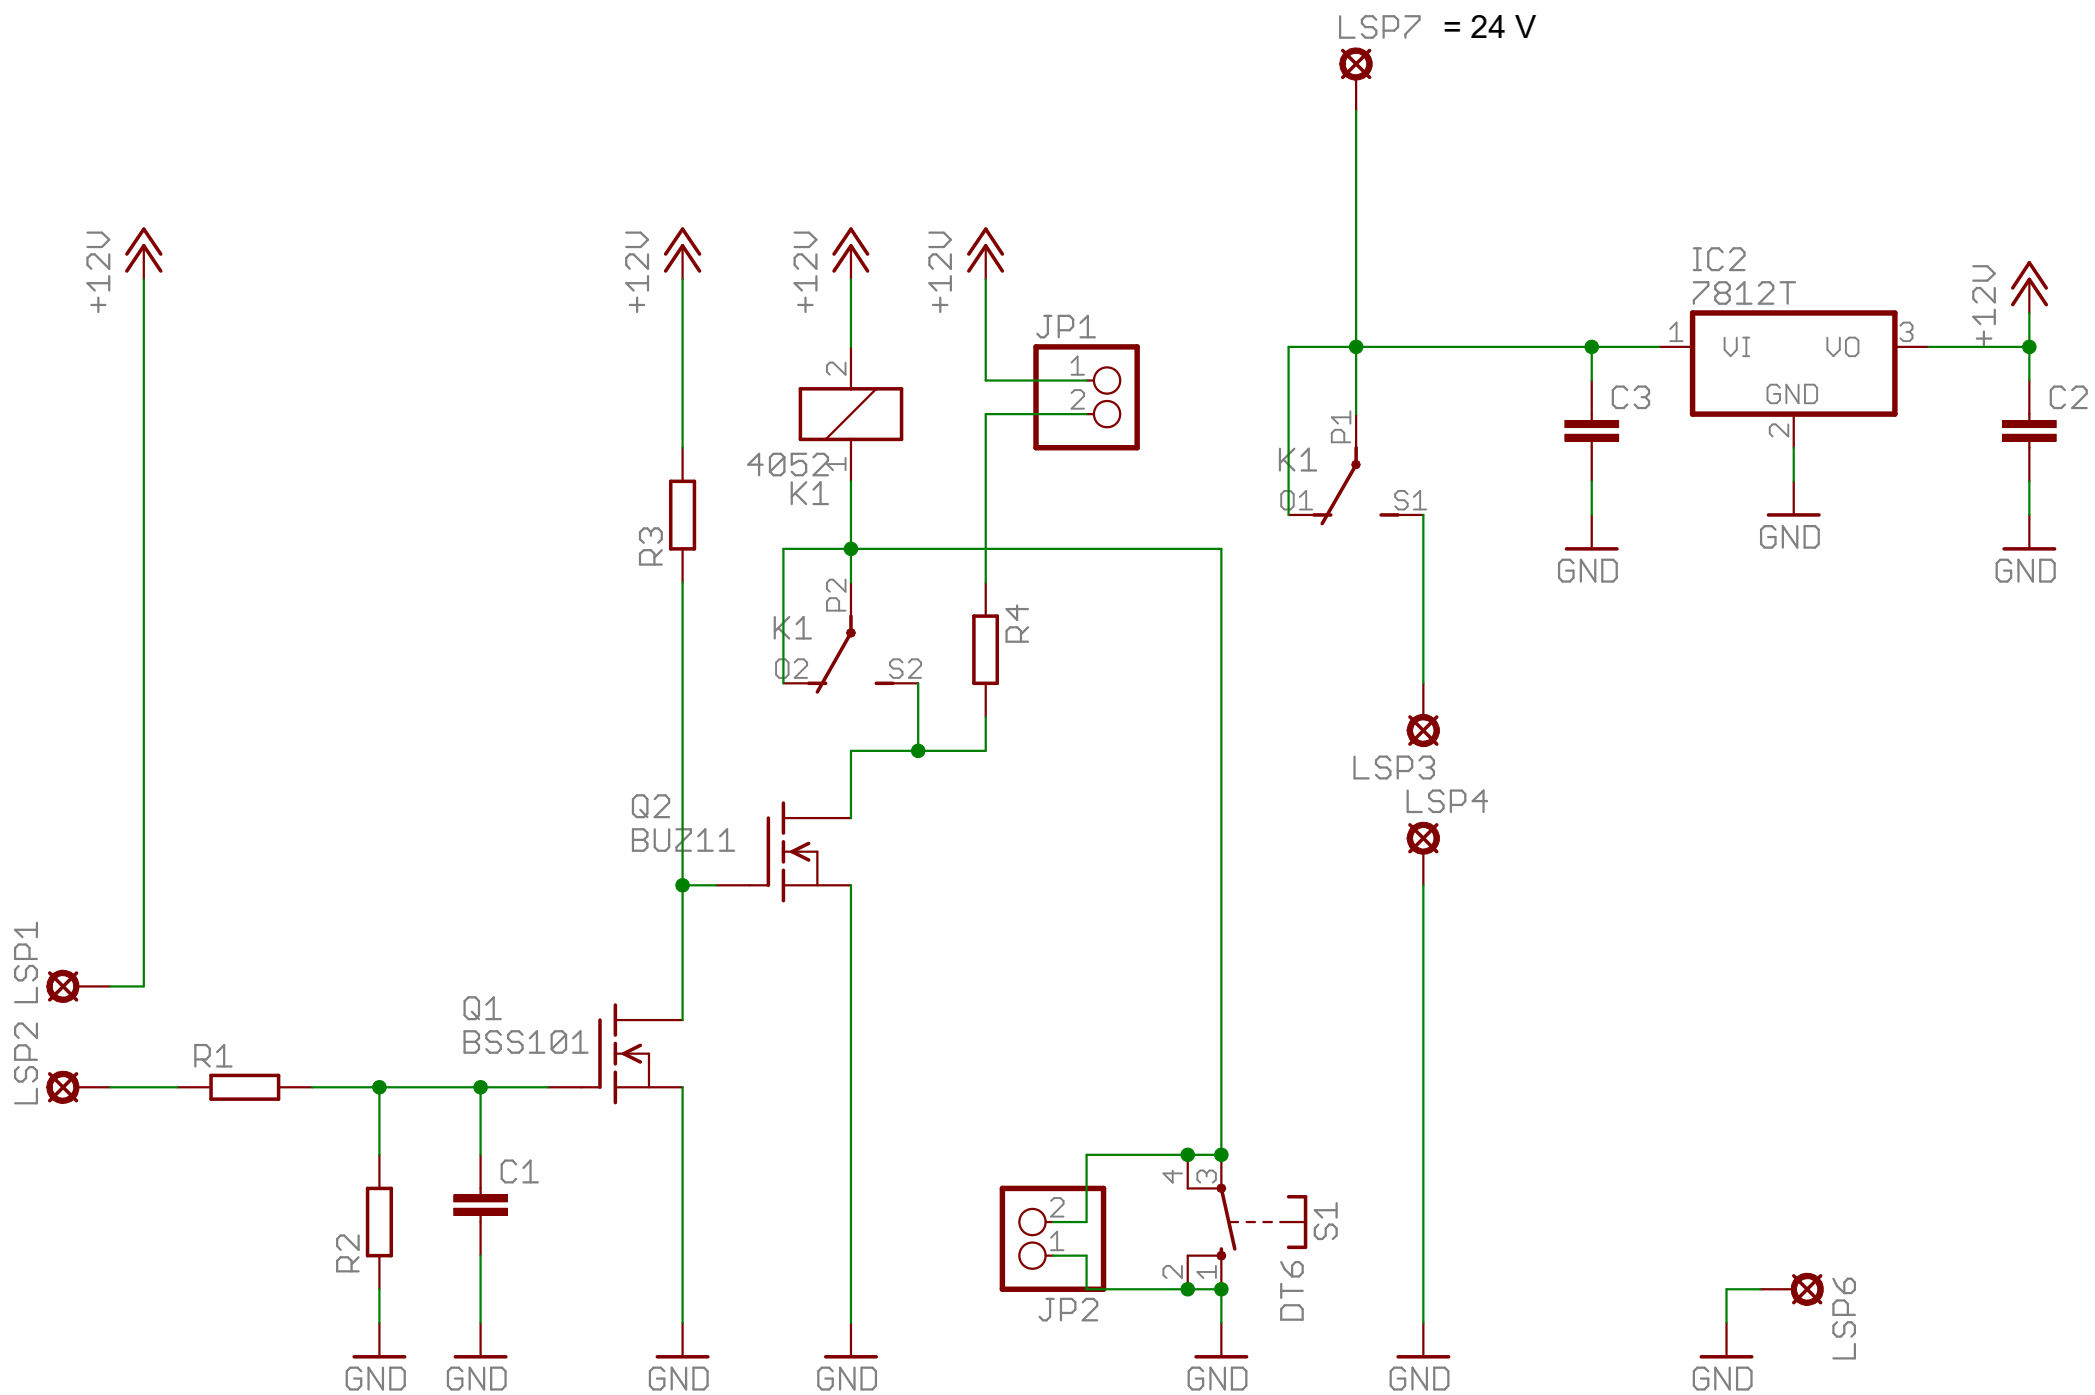 LSP7 = 24 V
+12V
+12V
+12V
+12V
IC2
7812T
+12V
JP1
1
2
2
1
VI
VO
3
GND
2
C3
C2
4052
1
K1
P1
K1
O1
S1
R3
GND
GND
GND
P2
K1
O2
S2
R4
LSP3
LSP4
Q2
BUZ11
LSP1
Q1
BSS101
LSP2
R1
C1
R2
4
3
2
1
2
1
S1
DT6
JP2
LSP6
GND
GND
GND
GND
GND
GND
GND